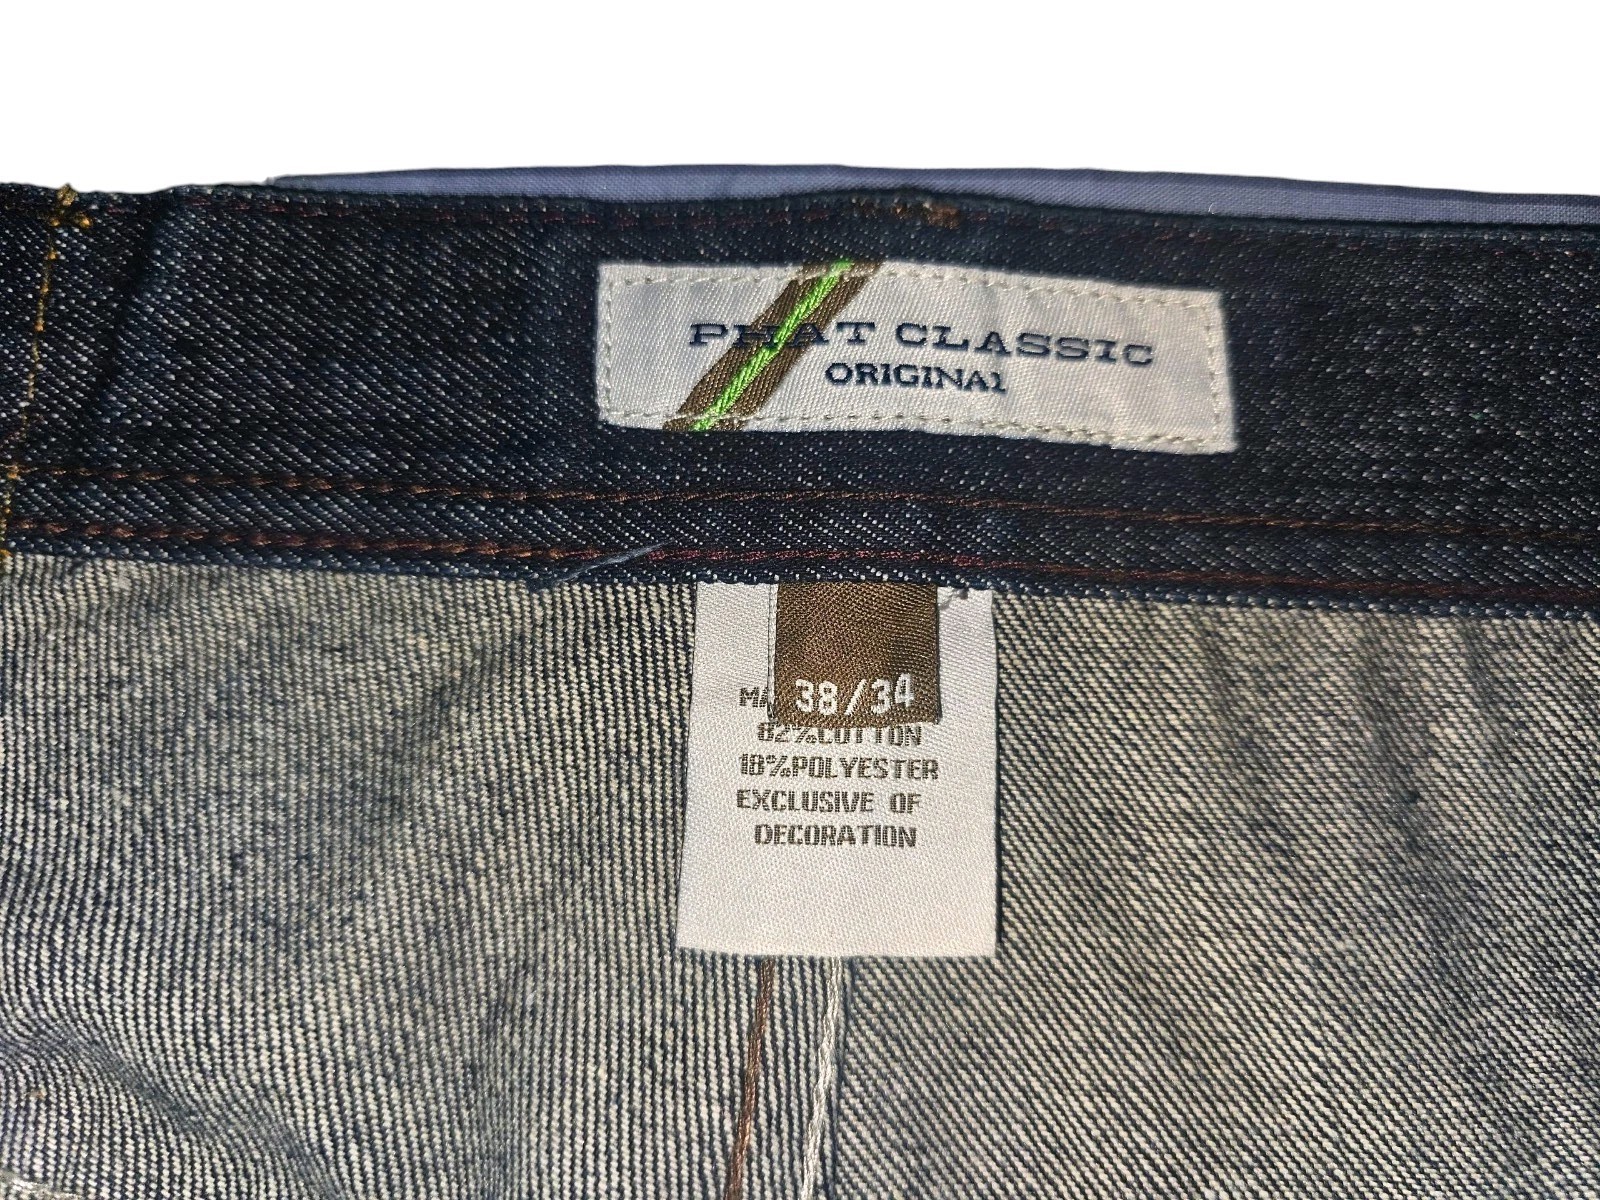 PHAT CLASSIC
ORIGINAL
38/34
82%COTTON
18%POLYESTER
EXCLUSIVE OF
DECORATION